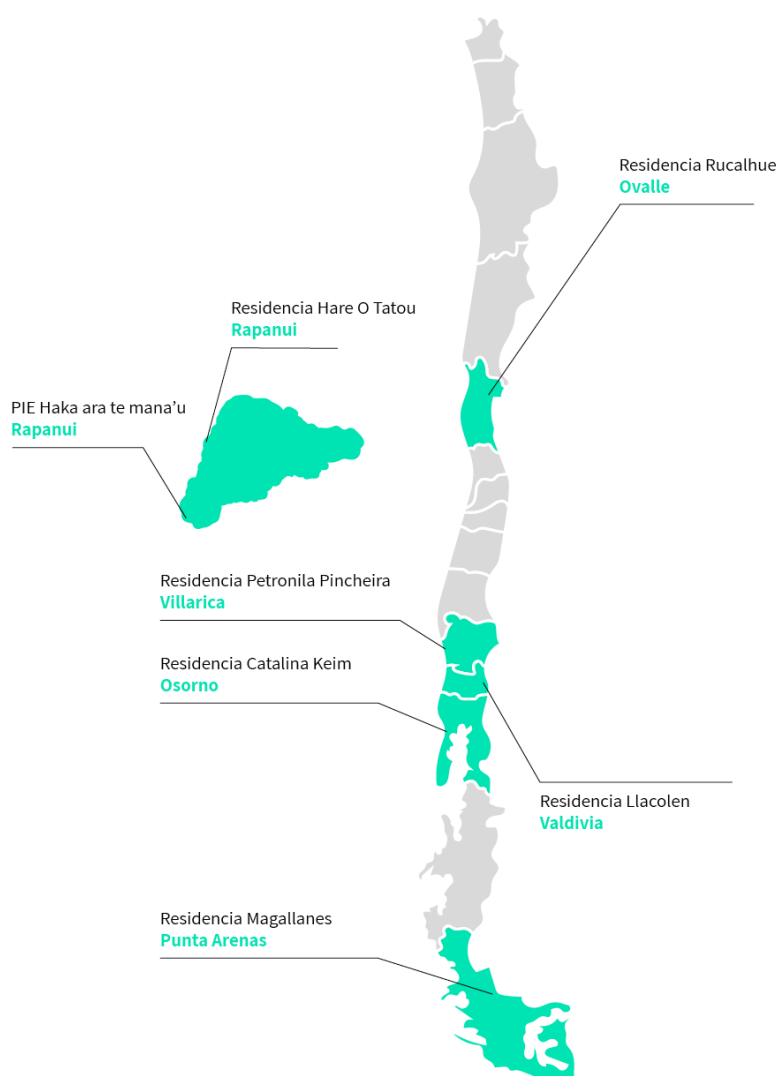 Residencia Rucalhue
Ovalle
Residencia Hare O Tatou
Rapanui
PIE Haka ara te mana’u
Rapanui
Residencia Petronila Pincheira
Villarica
Residencia Catalina Keim
Osorno
Residencia Llacolen
Valdivia
Residencia Magallanes
Punta Arenas